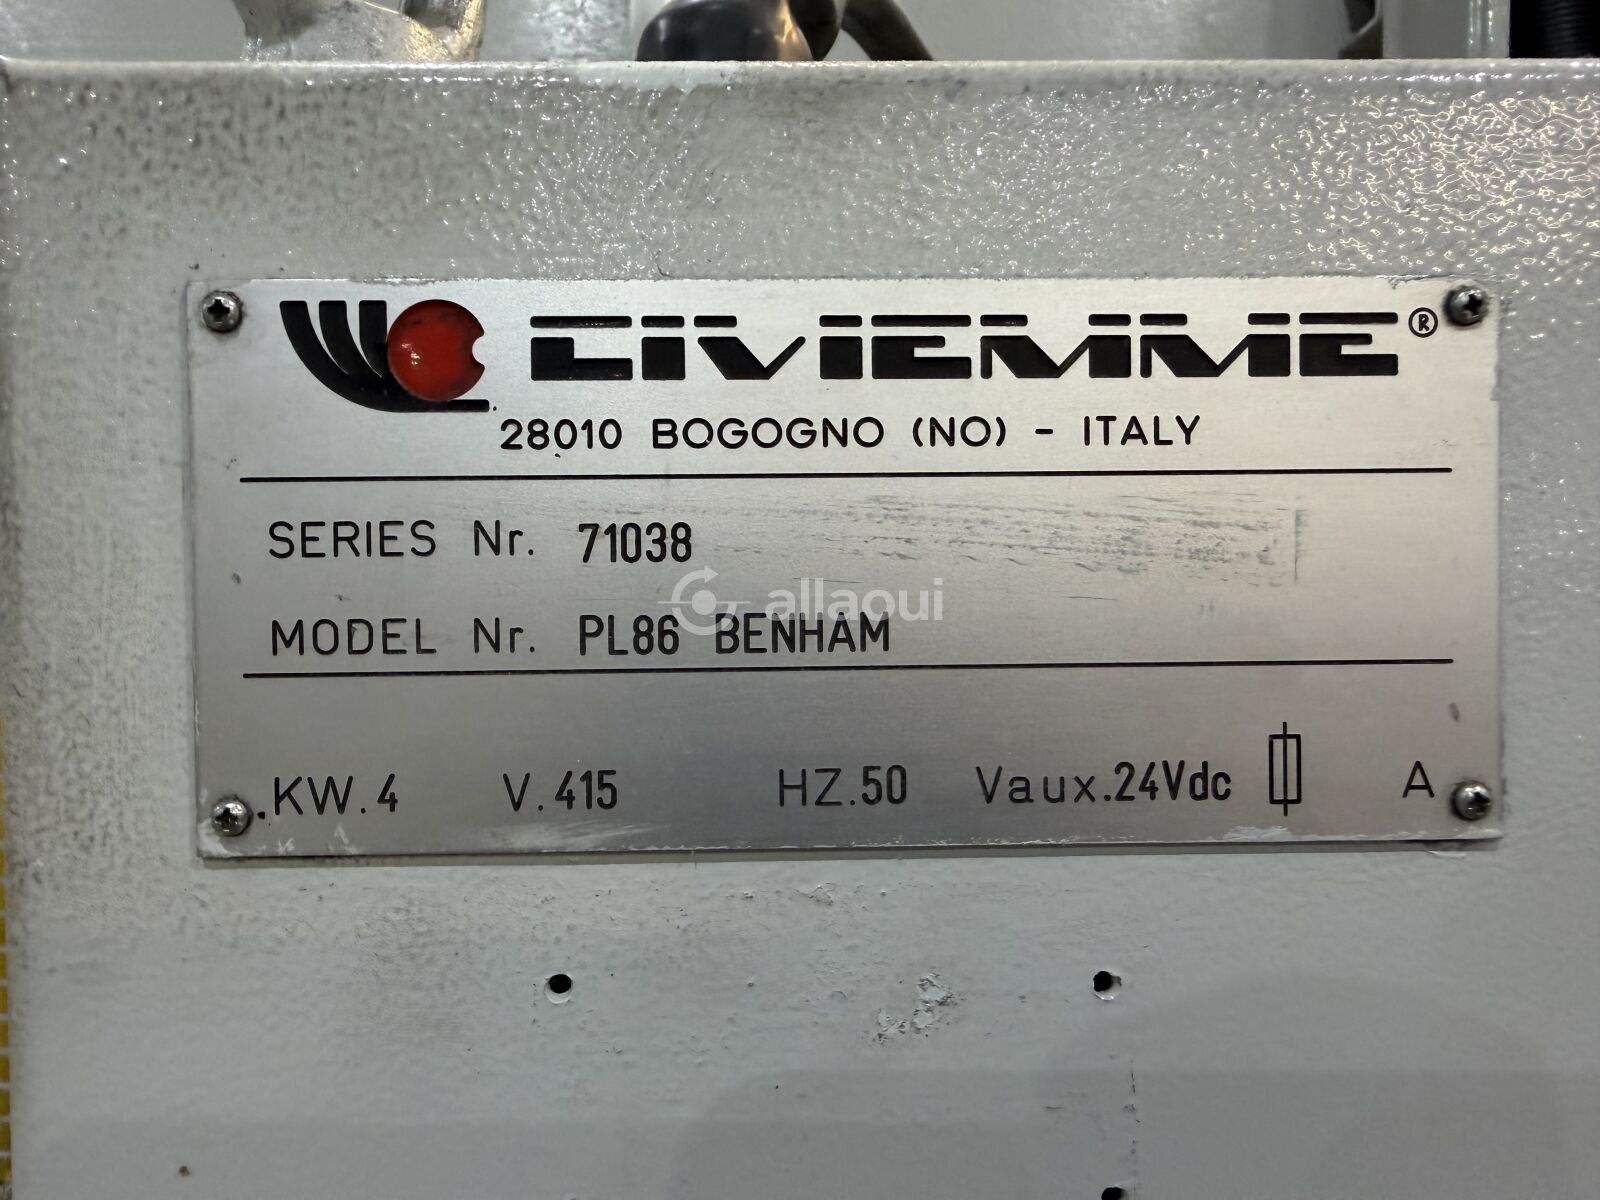 CIVIEMME®
28010 BOGOGNO (NO) - ITALY
SERIES Nr. 71038
allaoui
MODEL Nr. PL86 BENHAM
KW.4 V.415 HZ.50 Vaux.24Vdc A